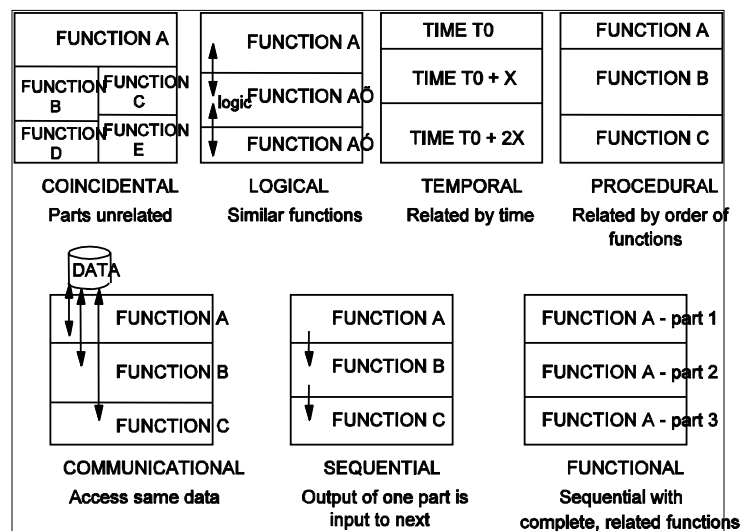 FUNCTION A
FUNCTION
B
FUNCTION
C
FUNCTION
D
FUNCTION
E
COINCIDENTAL
Parts unrelated
FUNCTION A
logic
FUNCTION AÕ
FUNCTION AÓ
LOGICAL
Similar functions
TIME T0
TIME T0 + X
TIME T0 + 2X
TEMPORAL
Related by time
FUNCTION A
FUNCTION B
FUNCTION C
PROCEDURAL
Related by order of
functions
DATA
FUNCTION A
FUNCTION B
FUNCTION C
COMMUNICATIONAL
Access same data
FUNCTION A
FUNCTION B
FUNCTION C
SEQUENTIAL
Output of one part is
input to next
FUNCTION A - part 1
FUNCTION A - part 2
FUNCTION A - part 3
FUNCTIONAL
Sequential with
complete, related functions